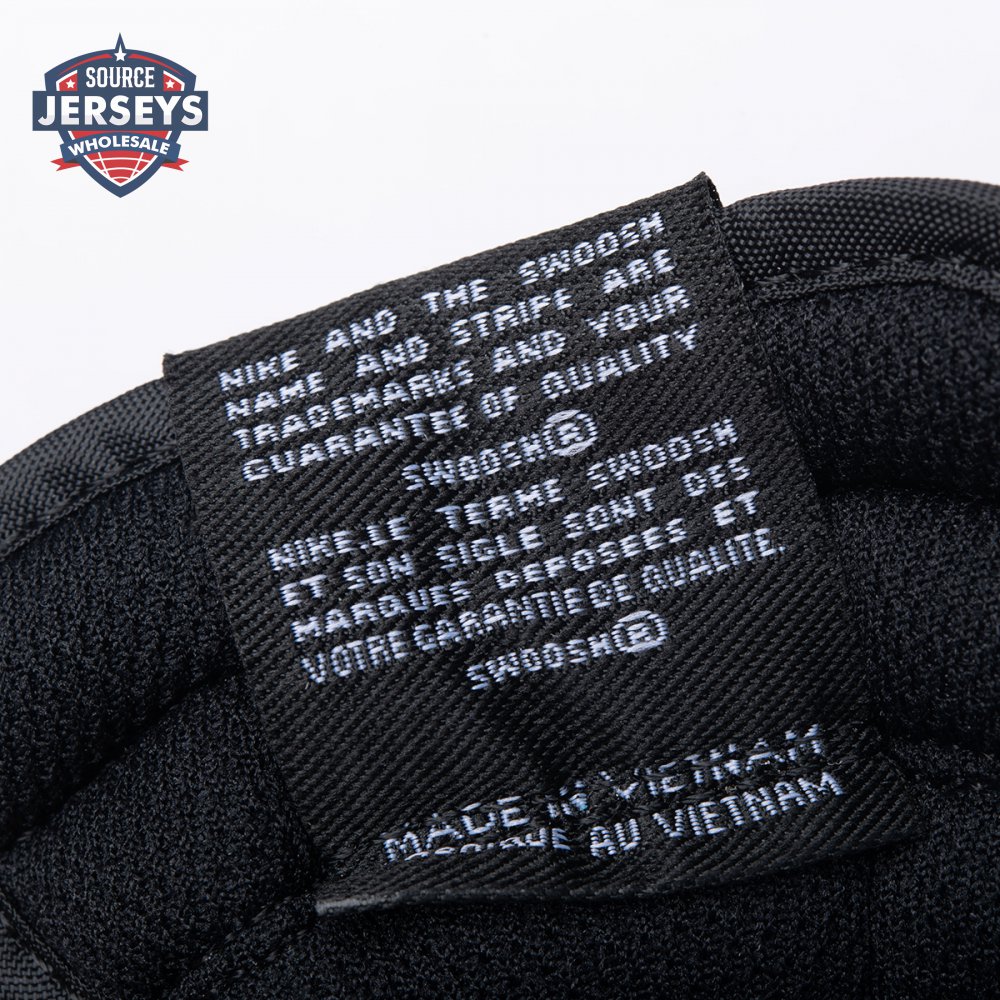 SOURCE
JERSEYS
WHOLESALE
NIKE AND THE SWOOSH
NAME AND STRIPE ARE
TRADEMARKS AND YOUR
GUARANTEE OF QUALITY
SWOOSH®
NIKE.LE TERME SWOOSH
ET SON SIGLE SONT DES
MARQUES DEPOSEES ET
VOTRE GARANTIE DE QUALITE.
SWOOSH®
MADE IN VIETNAM
AU VIETNAM